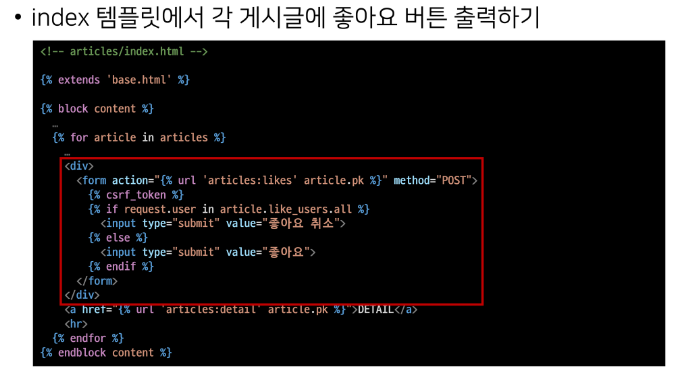 • index 템플릿에서 각 게시글에 좋아요 버튼 출력하기
<!-- articles/index.html -->
{% extends 'base.html' %}
{% block content %}
…
{% for article in articles %}
…
<div>
<form action="{% url 'articles:likes' article.pk %}" method="POST">
{% csrf_token %}
{% if request.user in article.like_users.all %}
<input type="submit" value="좋아요 취소">
{% else %}
<input type="submit" value="좋아요">
{% endif %}
</form>
</div>
<a href="{% url 'articles:detail' article.pk %}">DETAIL</a>
<hr>
{% endfor %}
{% endblock content %}